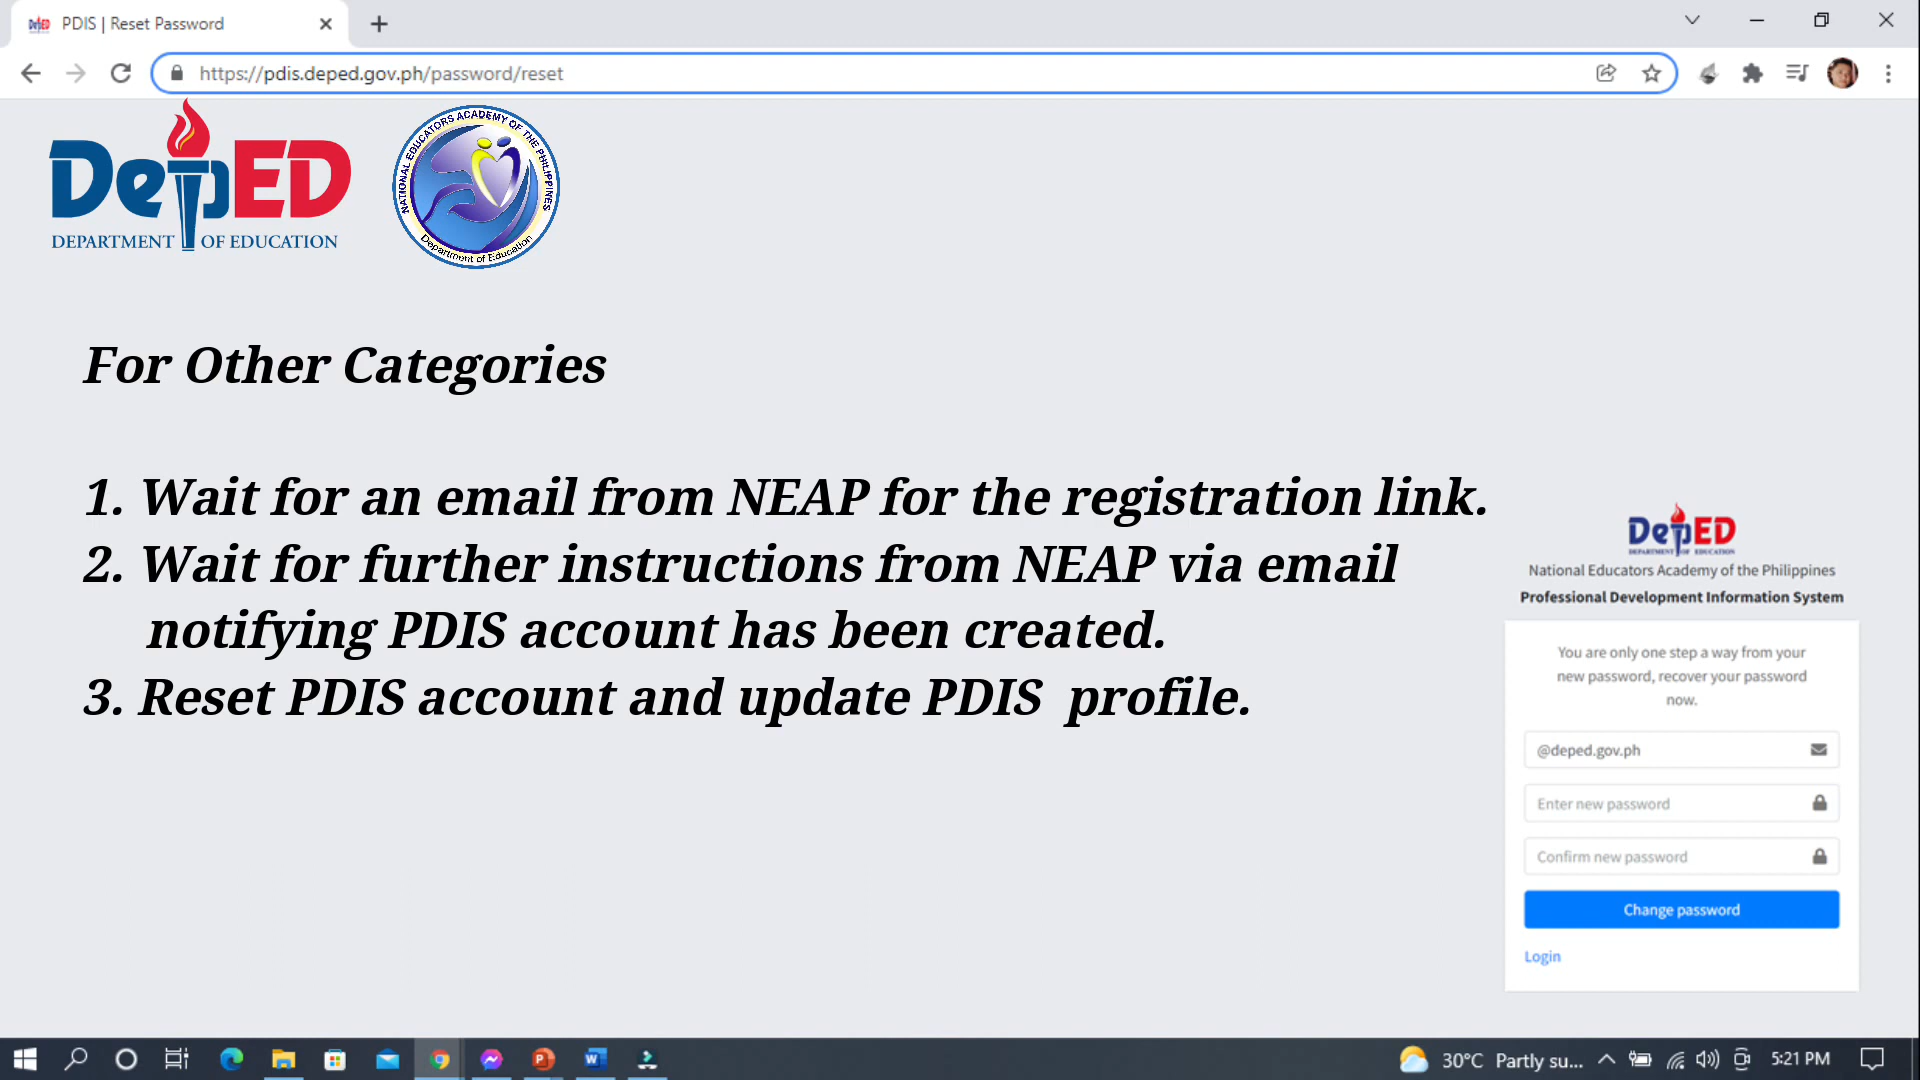 PDIS | Reset Password
https://pdis.deped.gov.ph/password/reset
DepED
DEPARTMENT OF EDUCATION
NATIONAL EDUCATORS ACADEMY OF THE PHILIPPINES
Department of Education
For Other Categories
1. Wait for an email from NEAP for the registration link.
2. Wait for further instructions from NEAP via email
notifying PDIS account has been created.
3. Reset PDIS account and update PDIS profile.
DepED
DEPARTMENT OF EDUCATION
National Educators Academy of the Philippines
Professional Development Information System
You are only one step a way from your
new password, recover your password
now.
@deped.gov.ph
Enter new password
Confirm new password
Change password
Login
30°C Partly su...
5:21 PM